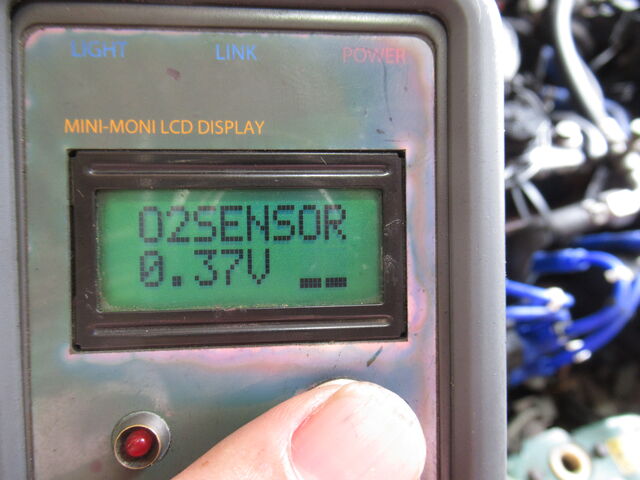 LIGHT LINK POWER
MINI-MONI LCD DISPLAY
O2SENSOR
0.37V